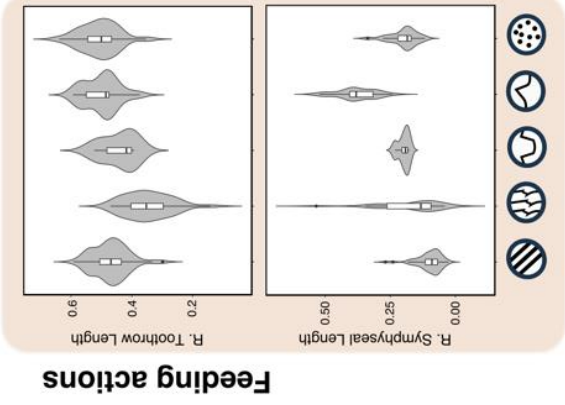 Feeding actions
R. Toothrow Length
0.6
0.4
0.2
R. Symphyseal Length
0.50
0.25
0.00